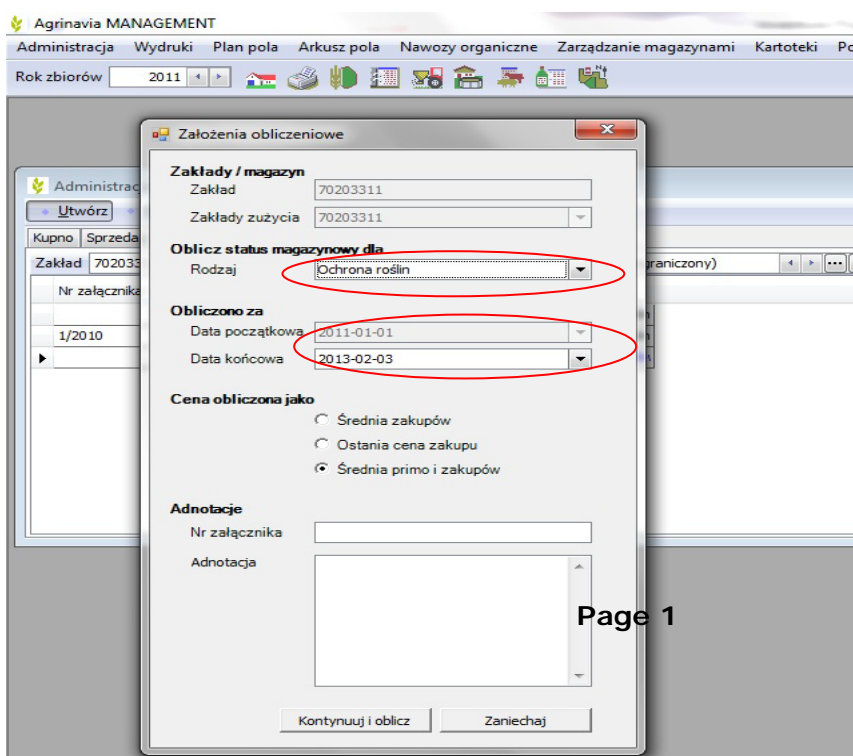 Agrinavia MANAGEMENT
Administracja Wydruki Plan pola Arkusz pola Nawozy organiczne Zarządzanie magazynami Kartoteki
Rok zbiorów 2011
Założenia obliczeniowe
Zakłady / magazyn
Zakład 70203311
Zakłady zużycia 70203311
Oblicz status magazynowy dla
Rodzaj Ochrona roślin
Obliczono za
Data początkowa 2011-01-01
Data końcowa 2013-02-03
Cena obliczona jako
Średnia zakupów
Ostania cena zakupu
Średnia primo i zakupów
Adnotacje
Nr załącznika
Adnotacja
Kontynuuj i oblicz Zaniechaj
Administrac
Utwórz
Kupno Sprzeda
Zakład 702033 raniczony)
Nr załącznika
1/2010
Page 1